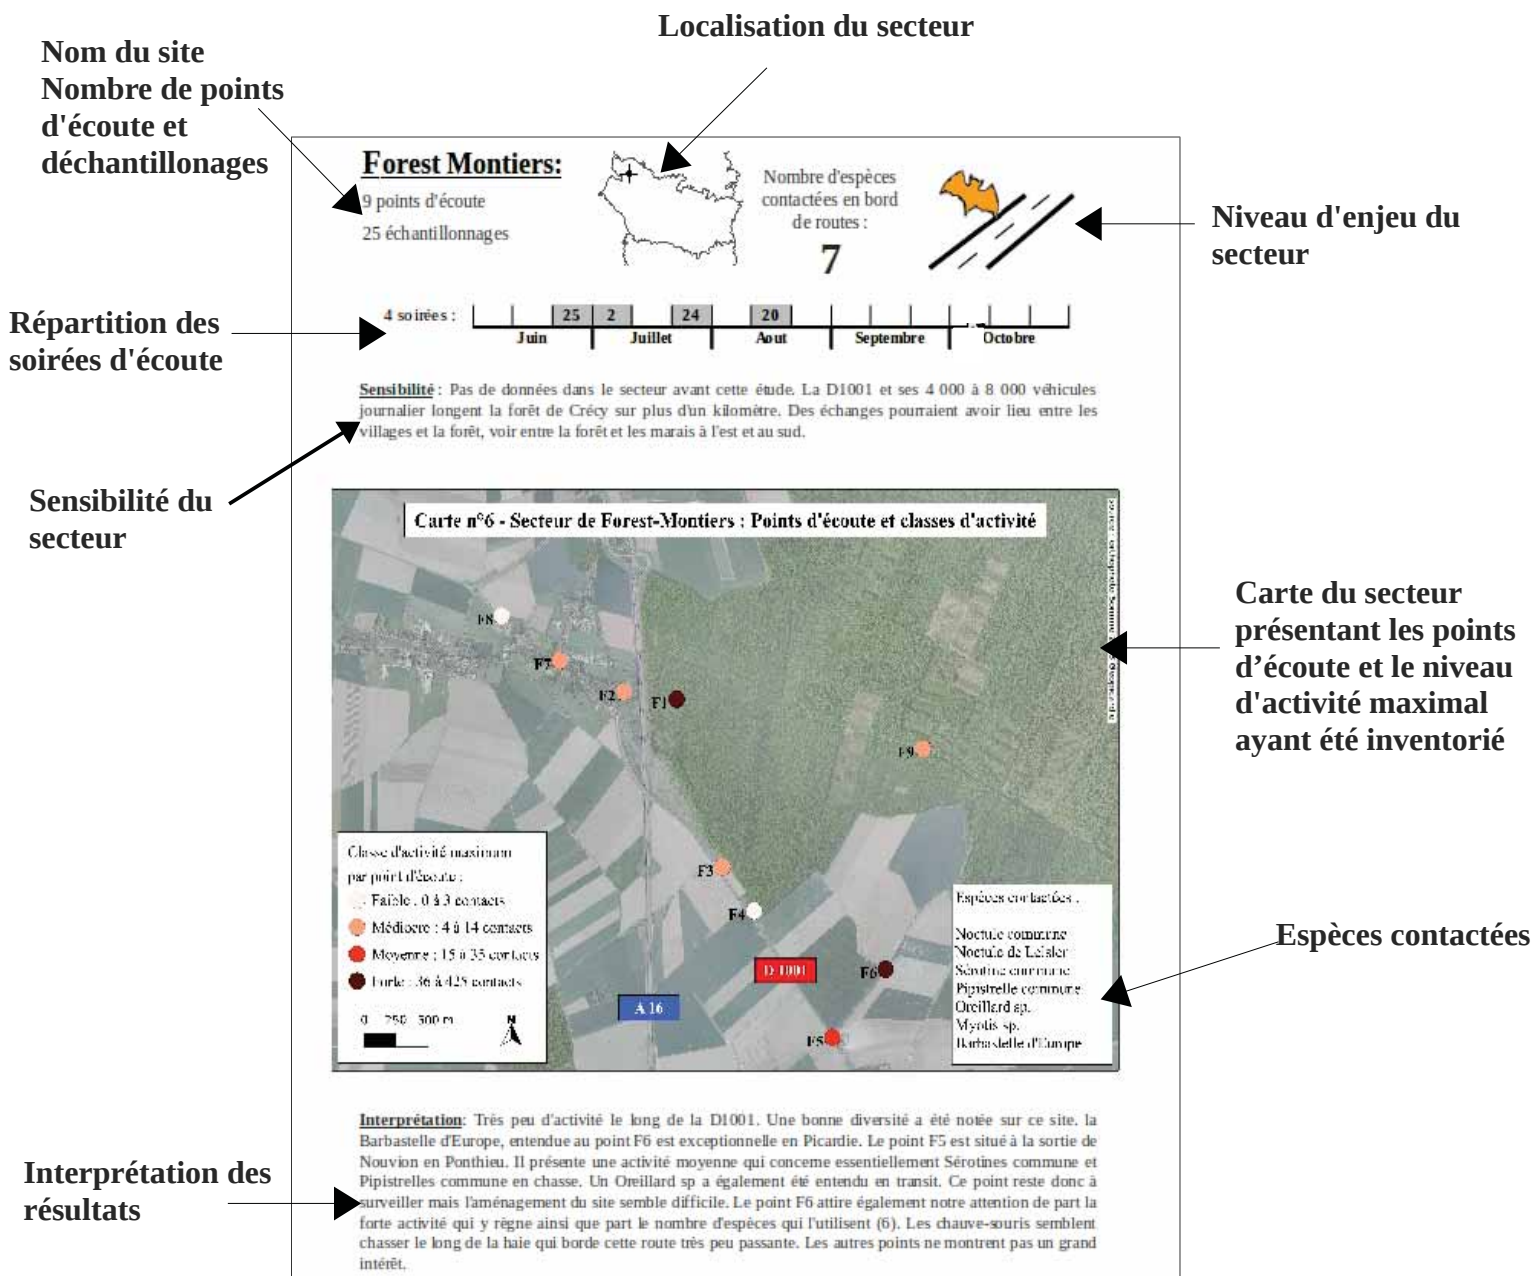 Localisation du secteur
Nom du site
Nombre de points
d'écoute et
déchantillonages
Forest Montiers:
9 points d'écoute
25 échantillonnages
Nombre d'espèces
contactées en bord
de routes :
7
Niveau d'enjeu du
secteur
Répartition des
soirées d'écoute
4 soirées :
25 2 24 20
Juin Juillet Aout Septembre Octobre
Sensibilité : Pas de données dans le secteur avant cette étude. La D1001 et ses 4 000 à 8 000 véhicules
journalier longent la forêt de Crécy sur plus d'un kilomètre. Des échanges pourraient avoir lieu entre les
villages et la forêt, voir entre la forêt et les marais à l'est et au sud.
Sensibilité du
secteur
Carte n°6 - Secteur de Forest-Montiers : Points d'écoute et classes d'activité
F8
F7
F2
F1
F9
F3
F4
F6
F5
D 1001
A 16
Classe d'activité maximum
par point d'écoute :
Faible : 0 à 3 contacts
Médiocre : 4 à 14 contacts
Moyenne : 15 à 35 contacts
Forte : 36 à 425 contacts
0 250 500 m
N
Espèces contactées :
Noctule commune
Noctule de Leisler
Sérotine commune
Pipistrelle commune
Oreillard sp.
Myotis sp.
Barbastelle d'Europe
Carte du secteur
présentant les points
d'écoute et le niveau
d'activité maximal
ayant été inventorié
Espèces contactées
Interprétation des
résultats
Interprétation: Très peu d'activité le long de la D1001. Une bonne diversité a été notée sur ce site. la
Barbastelle d'Europe, entendue au point F6 est exceptionnelle en Picardie. Le point F5 est situé à la sortie de
Nouvion en Ponthieu. Il présente une activité moyenne qui concerne essentiellement Sérotines commune et
Pipistrelles commune en chasse. Un Oreillard sp a également été entendu en transit. Ce point reste donc à
surveiller mais l'aménagement du site semble difficile. Le point F6 attire également notre attention de part la
forte activité qui y règne ainsi que part le nombre d'espèces qui l'utilisent (6). Les chauve-souris semblent
chasser le long de la haie qui borde cette route très peu passante. Les autres points ne montrent pas un grand
intérêt.